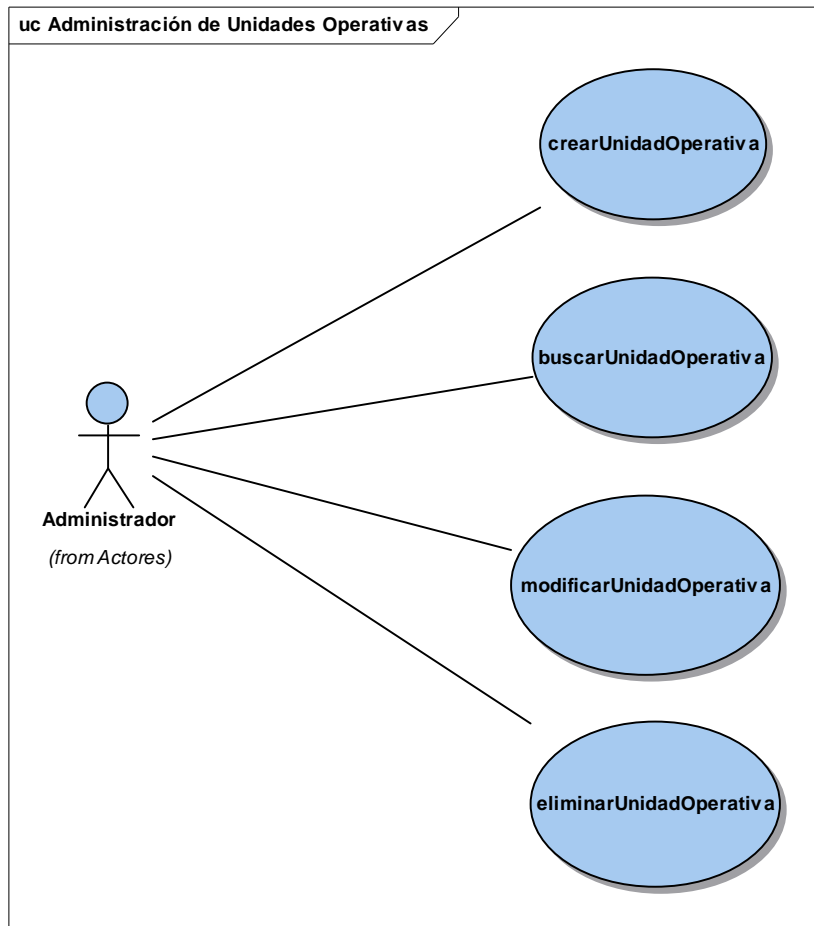 uc Administración de Unidades Operativas
crearUnidadOperativa
buscarUnidadOperativa
Administrador
(from Actores)
modificarUnidadOperativa
eliminarUnidadOperativa